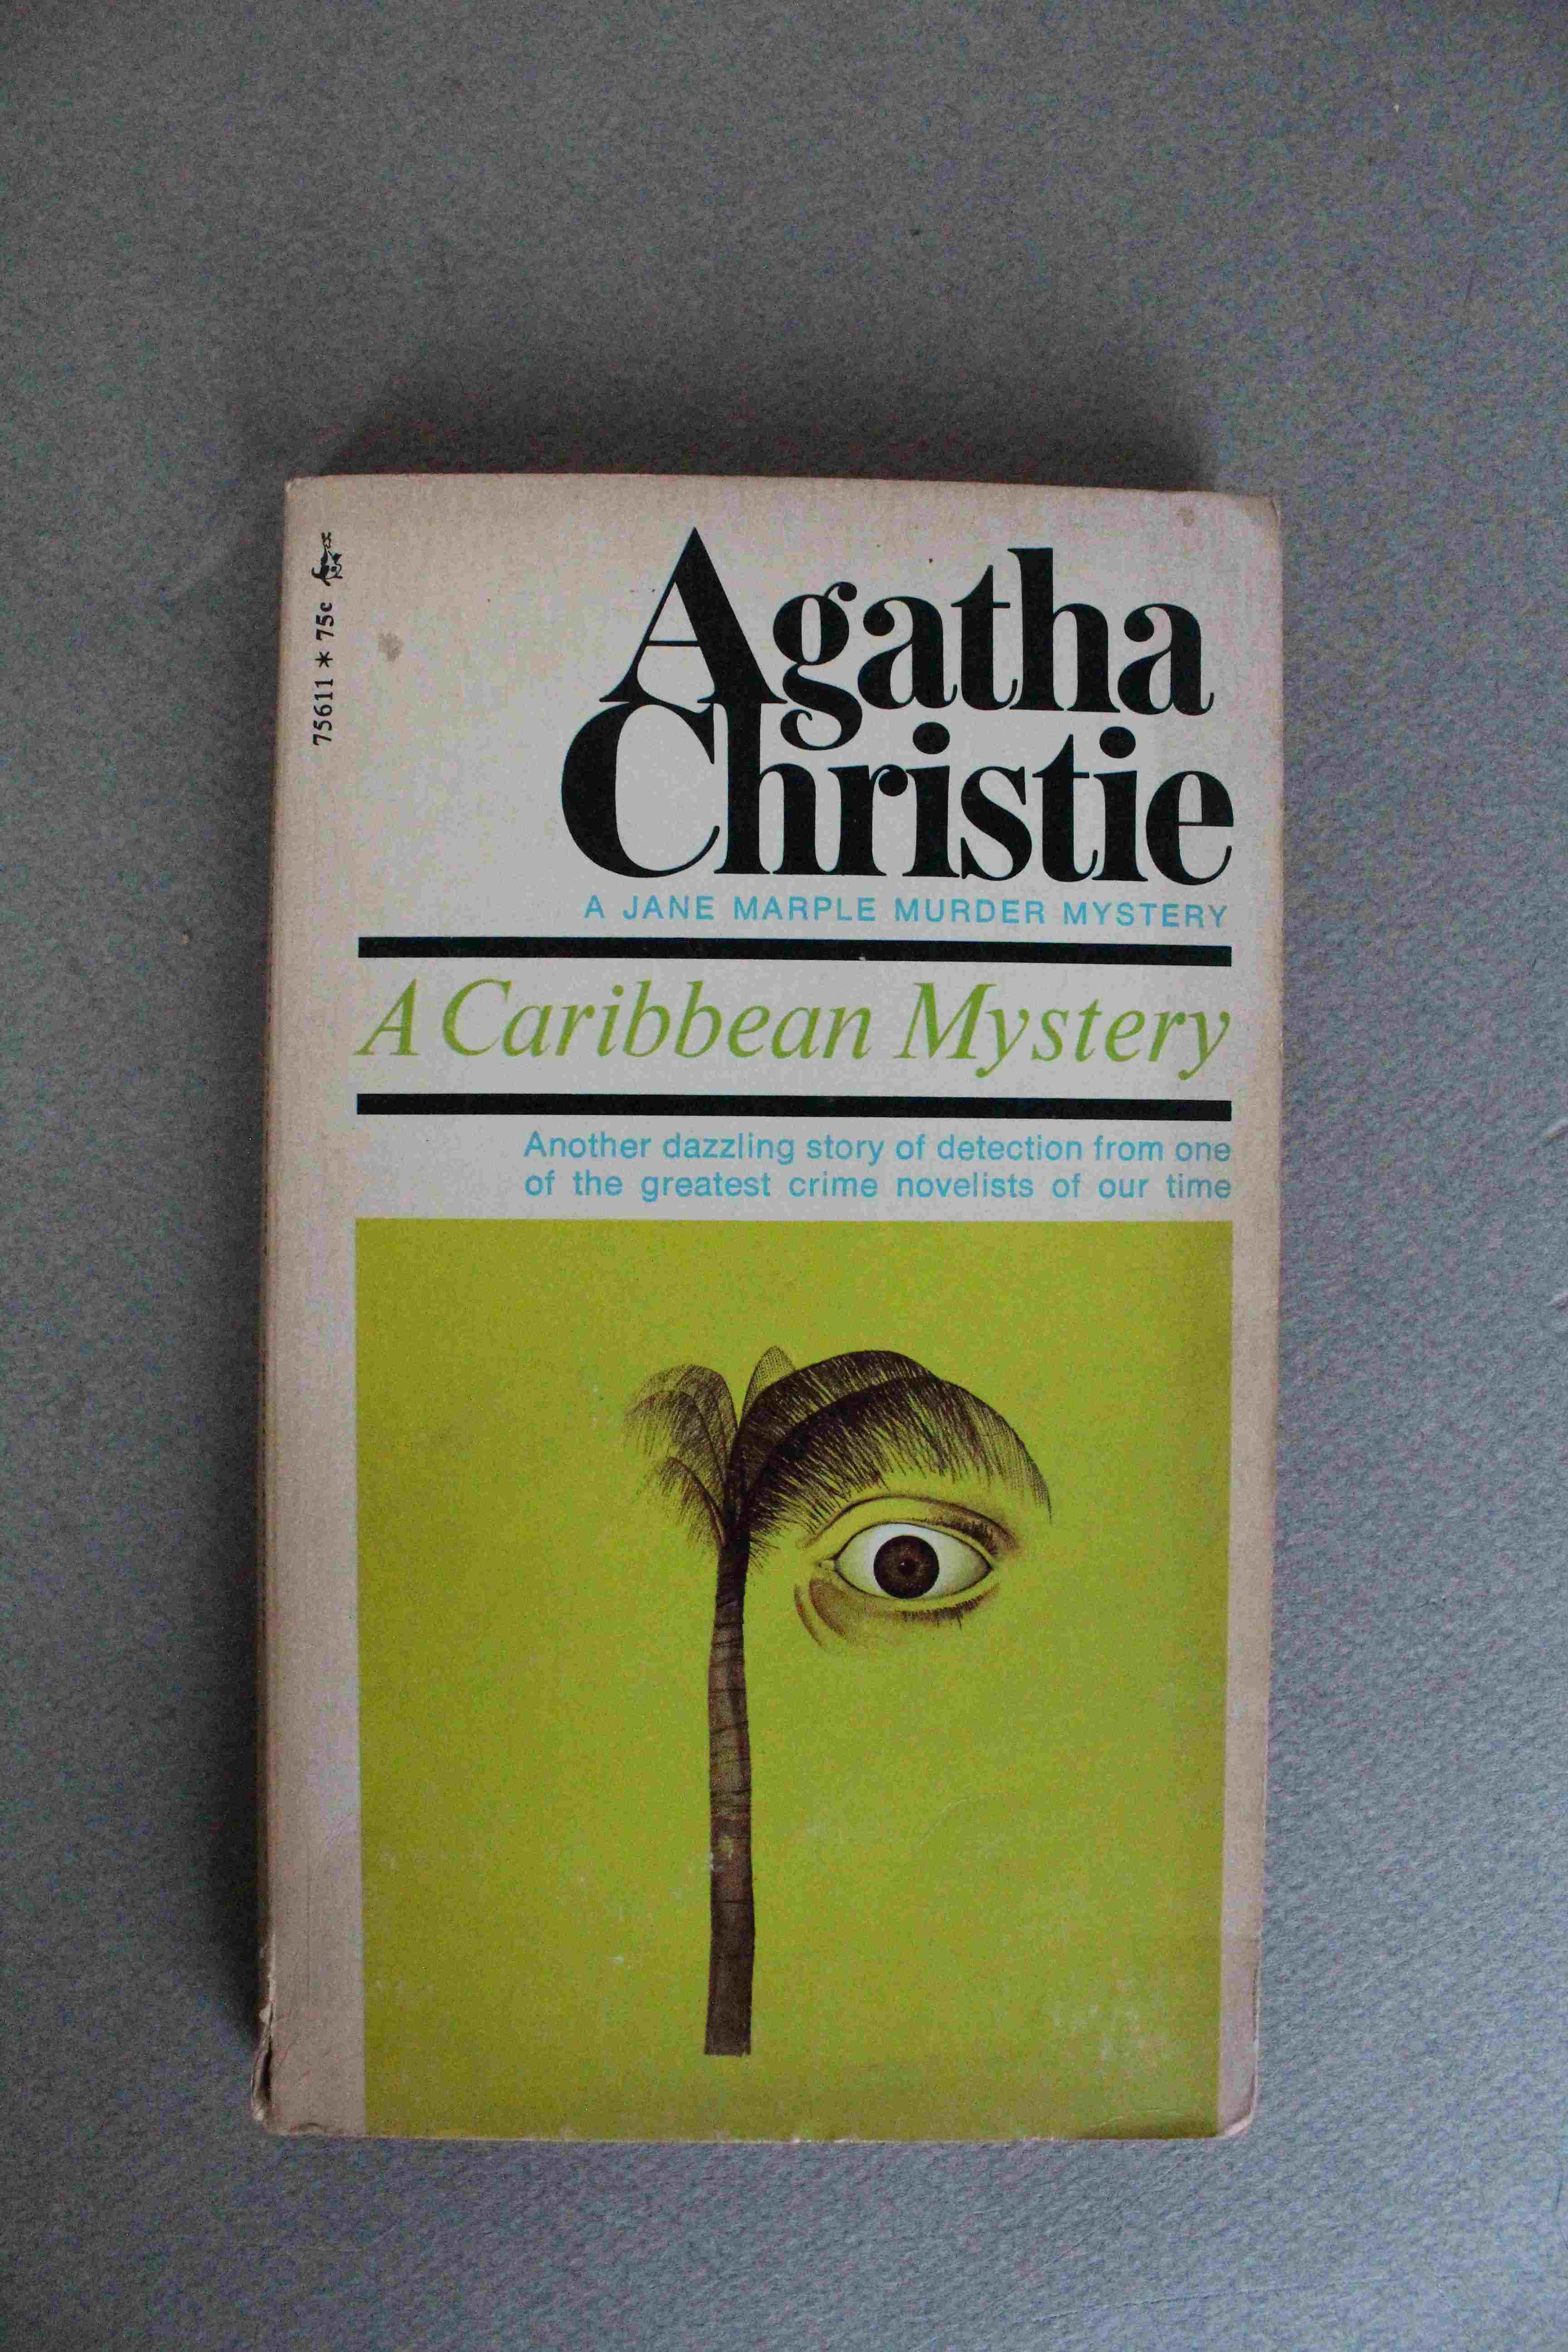 75611 * 75c
Agatha
Christie
A JANE MARPLE MURDER MYSTERY
A Caribbean Mystery
Another dazzling story of detection from one
of the greatest crime novelists of our time